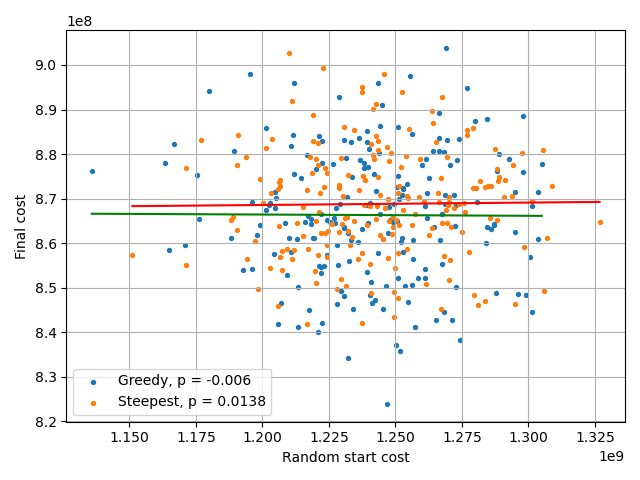 1e8
9.0
8.9
8.8
8.7
8.6
8.5
8.4
8.3
8.2
Final cost
Greedy, p = -0.006
Steepest, p = 0.0138
1.150 1.175 1.200 1.225 1.250 1.275 1.300 1.325
Random start cost
1e9